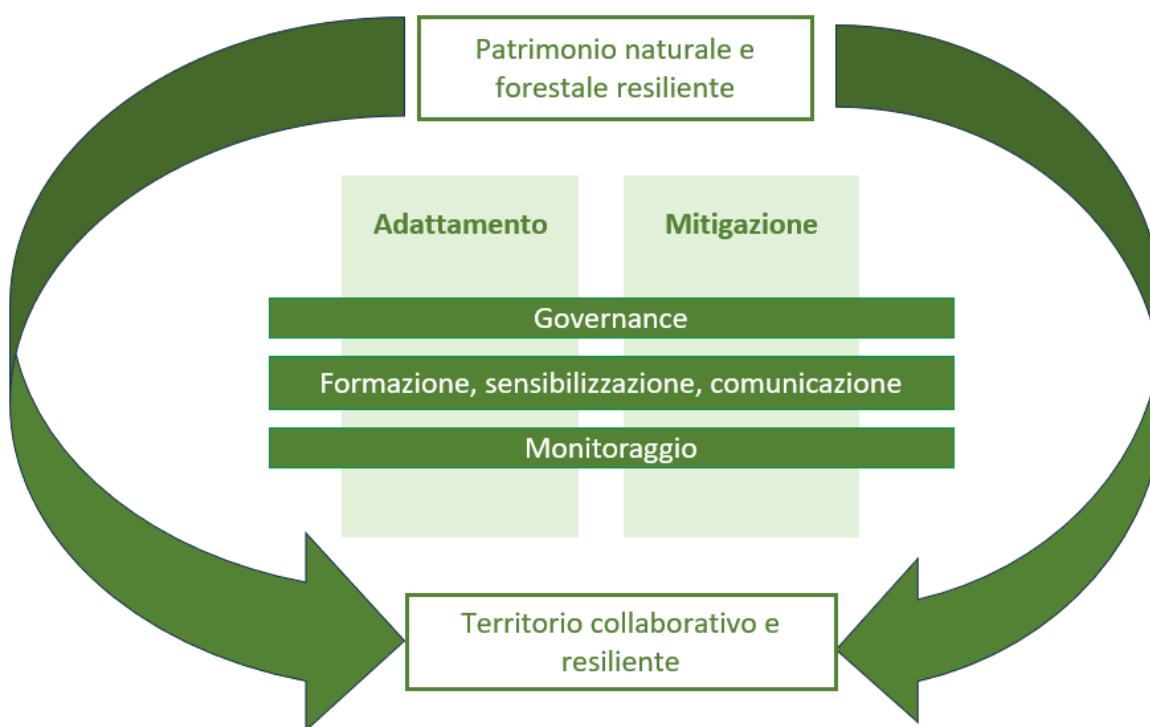 Patrimonio naturale e
forestale resiliente
Adattamento
Mitigazione
Governance
Formazione, sensibilizzazione, comunicazione
Monitoraggio
Territorio collaborativo e
resiliente